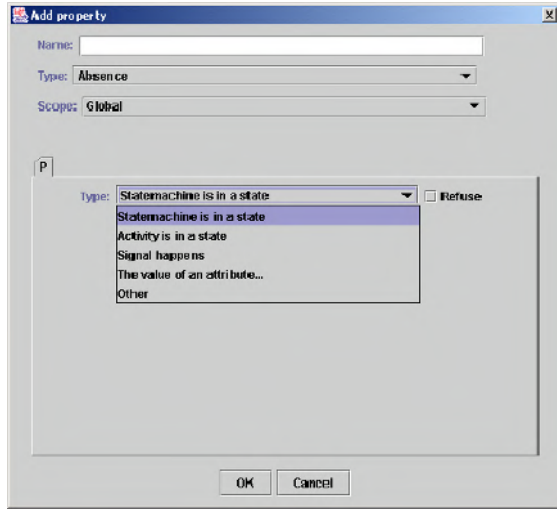 Add property
Name:
Type: Absence
Scope: Global
P
Type: Statemachine is in a state Refuse
Statemachine is in a state
Activity is in a state
Signal happens
The value of an attribute...
Other
OK Cancel